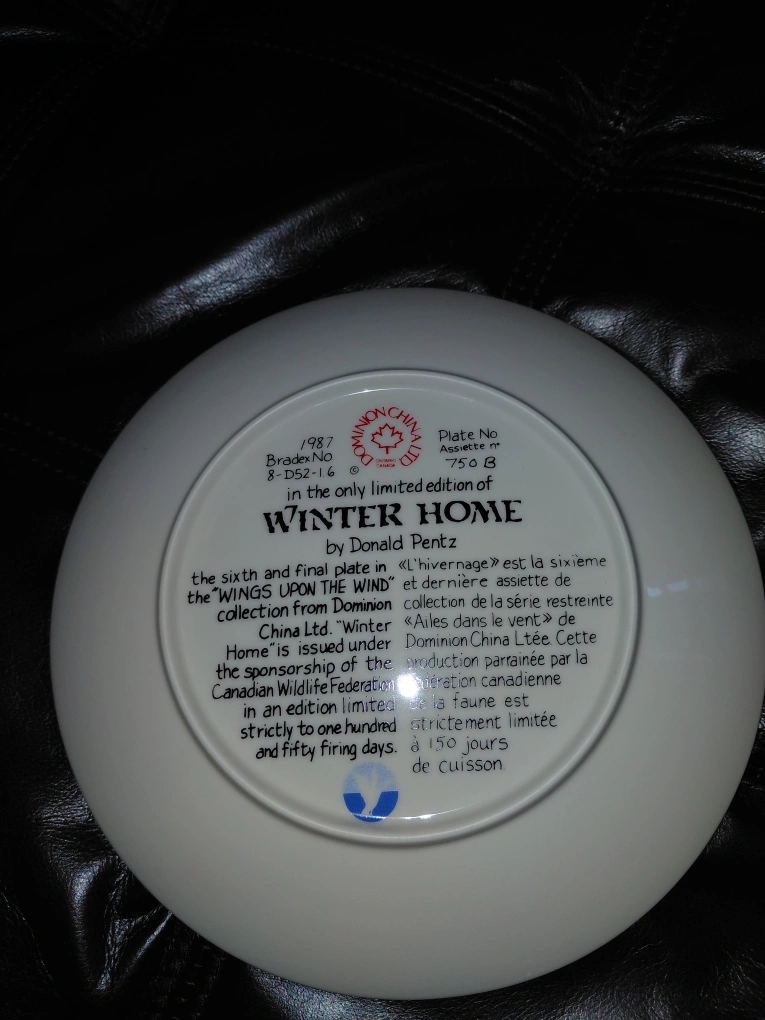 DOMINION CHINA LTD
ONTARIO
CANADA
©
1987
Bradex No.
8-D52-1.6
Plate No
Assiette nº
750 B
in the only limited edition of
WINTER HOME
by Donald Pentz
the sixth and final plate in
the "WINGS UPON THE WIND"
collection from Dominion
China Ltd. "Winter
Home" is issued under
the sponsorship of the
Canadian Wildlife Federation
in an edition limited
strictly to one hundred
and fifty firing days.
«L'hivernage» est la sixième
et dernière assiette de
collection de la série restreinte
«Ailes dans le vent» de
Dominion China Ltée. Cette
production parrainée par la
canadienne
de la faune est
strictement limitée
à 150 jours
de cuisson